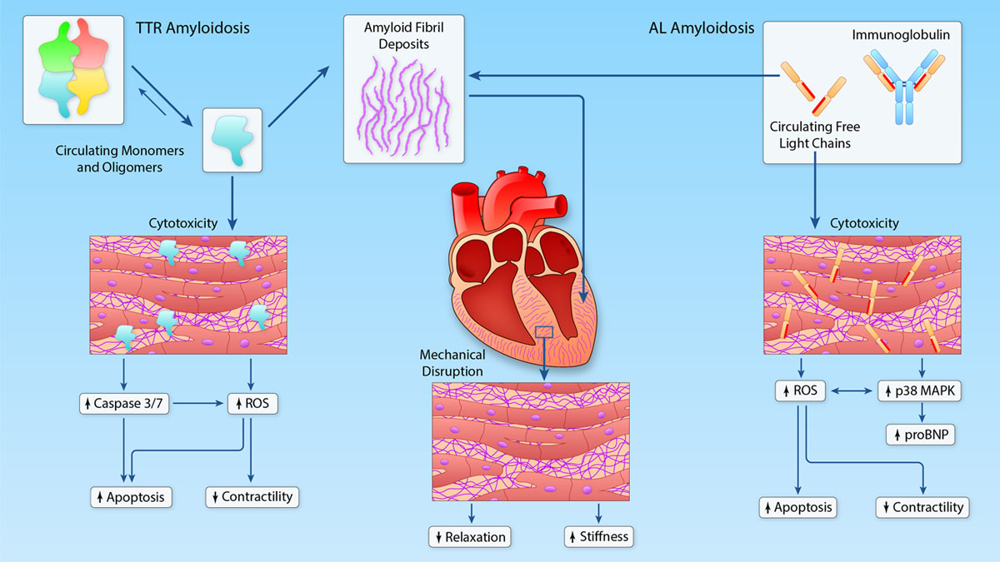 TTR Amyloidosis
Circulating Monomers
and Oligomers
Amyloid Fibril
Deposits
AL Amyloidosis
Immunoglobulin
Circulating Free
Light Chains
Cytotoxicity
Caspase 3/7
ROS
Apoptosis
Contractility
Mechanical
Disruption
Relaxation
Stiffness
Cytotoxicity
ROS
p38 MAPK
proBNP
Apoptosis
Contractility